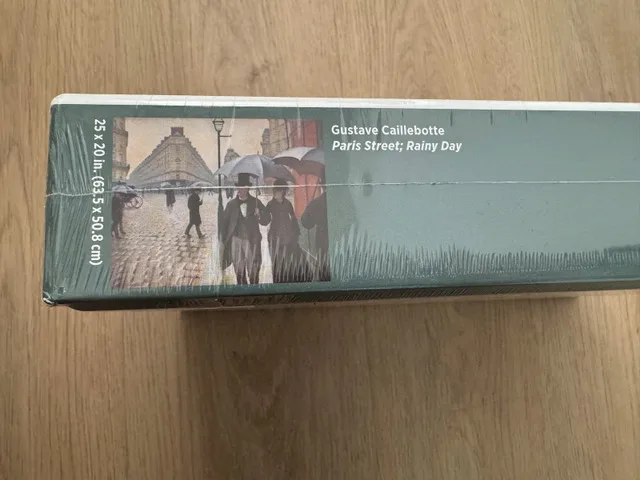 25 x 20 in. (63.5 x 50.8 cm)
Gustave Caillebotte
Paris Street; Rainy Day